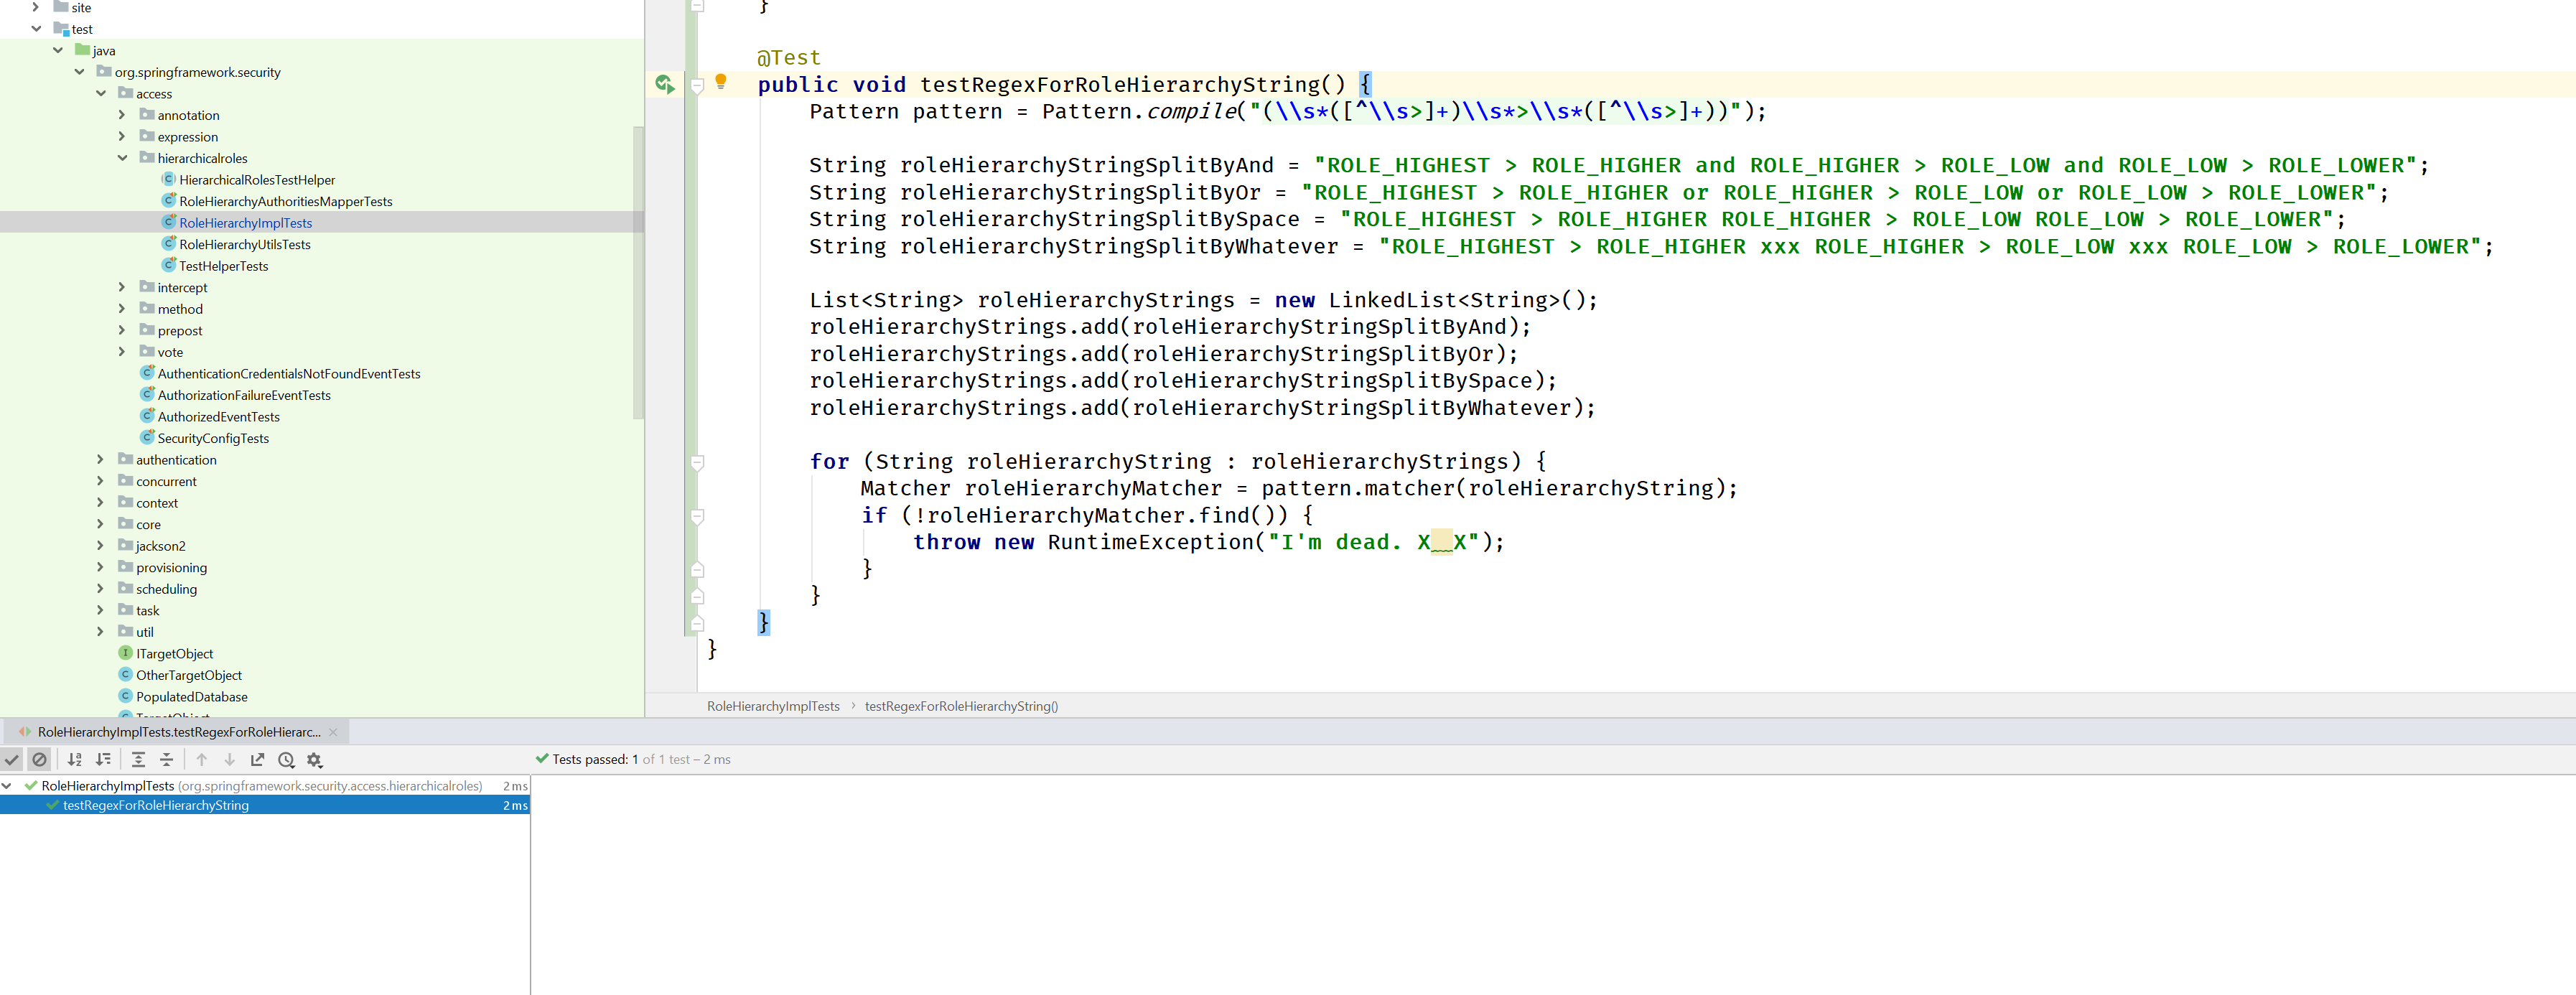 site
test
java
org.springframework.security
access
annotation
expression
hierarchicalroles
HierarchicalRolesTestHelper
RoleHierarchyAuthoritiesMapperTests
RoleHierarchyImplTests
RoleHierarchyUtilsTests
TestHelperTests
intercept
method
prepost
vote
AuthenticationCredentialsNotFoundEventTests
AuthorizationFailureEventTests
AuthorizedEventTests
SecurityConfigTests
authentication
concurrent
context
core
jackson2
provisioning
scheduling
task
util
ITargetObject
OtherTargetObject
PopulatedDatabase
TargetObject
}
@Test
public void testRegexForRoleHierarchyString() {
Pattern pattern = Pattern.compile("(\\s*([^\\s>]+)\\s*>\\s*([^\\s>]+))");
String roleHierarchyStringSplitByAnd = "ROLE_HIGHEST > ROLE_HIGHER and ROLE_HIGHER > ROLE_LOW and ROLE_LOW > ROLE_LOWER";
String roleHierarchyStringSplitByOr = "ROLE_HIGHEST > ROLE_HIGHER or ROLE_HIGHER > ROLE_LOW or ROLE_LOW > ROLE_LOWER";
String roleHierarchyStringSplitBySpace = "ROLE_HIGHEST > ROLE_HIGHER ROLE_HIGHER > ROLE_LOW ROLE_LOW > ROLE_LOWER";
String roleHierarchyStringSplitByWhatever = "ROLE_HIGHEST > ROLE_HIGHER xxx ROLE_HIGHER > ROLE_LOW xxx ROLE_LOW > ROLE_LOWER";
List<String> roleHierarchyStrings = new LinkedList<String>();
roleHierarchyStrings.add(roleHierarchyStringSplitByAnd);
roleHierarchyStrings.add(roleHierarchyStringSplitByOr);
roleHierarchyStrings.add(roleHierarchyStringSplitBySpace);
roleHierarchyStrings.add(roleHierarchyStringSplitByWhatever);
for (String roleHierarchyString : roleHierarchyStrings) {
Matcher roleHierarchyMatcher = pattern.matcher(roleHierarchyString);
if (!roleHierarchyMatcher.find()) {
throw new RuntimeException("I'm dead. X__X");
}
}
}
}
RoleHierarchyImplTests › testRegexForRoleHierarchyString()
RoleHierarchyImplTests.testRegexForRoleHierarc...
Tests passed: 1 of 1 test – 2 ms
RoleHierarchyImplTests (org.springframework.security.access.hierarchicalroles) 2 ms
testRegexForRoleHierarchyString 2 ms